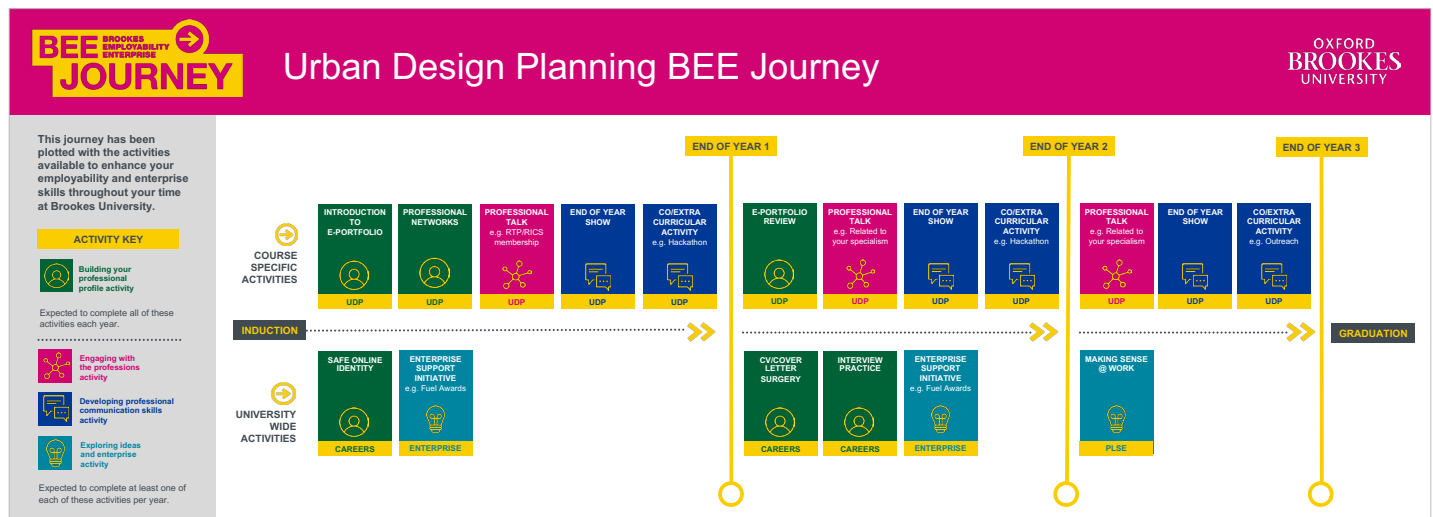 BEE BROOKES
EMPLOYABILITY
ENTERPRISE
JOURNEY
Urban Design Planning BEE Journey
OXFORD
BROOKES
UNIVERSITY
This journey has been
plotted with the activities
available to enhance your
employability and enterprise
skills throughout your time
at Brookes University.
ACTIVITY KEY
Building your
professional
profile activity
Expected to complete all of these
activities each year.
Engaging with
the professions
activity
Developing professional
communication skills
activity
Exploring ideas
and enterprise
activity
Expected to complete at least one of
each of these activities per year.
END OF YEAR 1
END OF YEAR 2
END OF YEAR 3
COURSE
SPECIFIC
ACTIVITIES
INTRODUCTION
TO
E-PORTFOLIO
UDP
PROFESSIONAL
NETWORKS
UDP
PROFESSIONAL
TALK
e.g. RTP/RICS
membership
UDP
END OF YEAR
SHOW
UDP
CO/EXTRA
CURRICULAR
ACTIVITY
e.g. Hackathon
UDP
E-PORTFOLIO
REVIEW
UDP
PROFESSIONAL
TALK
e.g. Related to
your specialism
UDP
END OF YEAR
SHOW
UDP
CO/EXTRA
CURRICULAR
ACTIVITY
e.g. Hackathon
UDP
PROFESSIONAL
TALK
e.g. Related to
your specialism
UDP
END OF YEAR
SHOW
UDP
CO/EXTRA
CURRICULAR
ACTIVITY
e.g. Outreach
UDP
INDUCTION
GRADUATION
UNIVERSITY
WIDE
ACTIVITIES
SAFE ONLINE
IDENTITY
CAREERS
ENTERPRISE
SUPPORT
INITIATIVE
e.g. Fuel Awards
ENTERPRISE
CV/COVER
LETTER
SURGERY
CAREERS
INTERVIEW
PRACTICE
CAREERS
ENTERPRISE
SUPPORT
INITIATIVE
e.g. Fuel Awards
ENTERPRISE
MAKING SENSE
@ WORK
PLSE